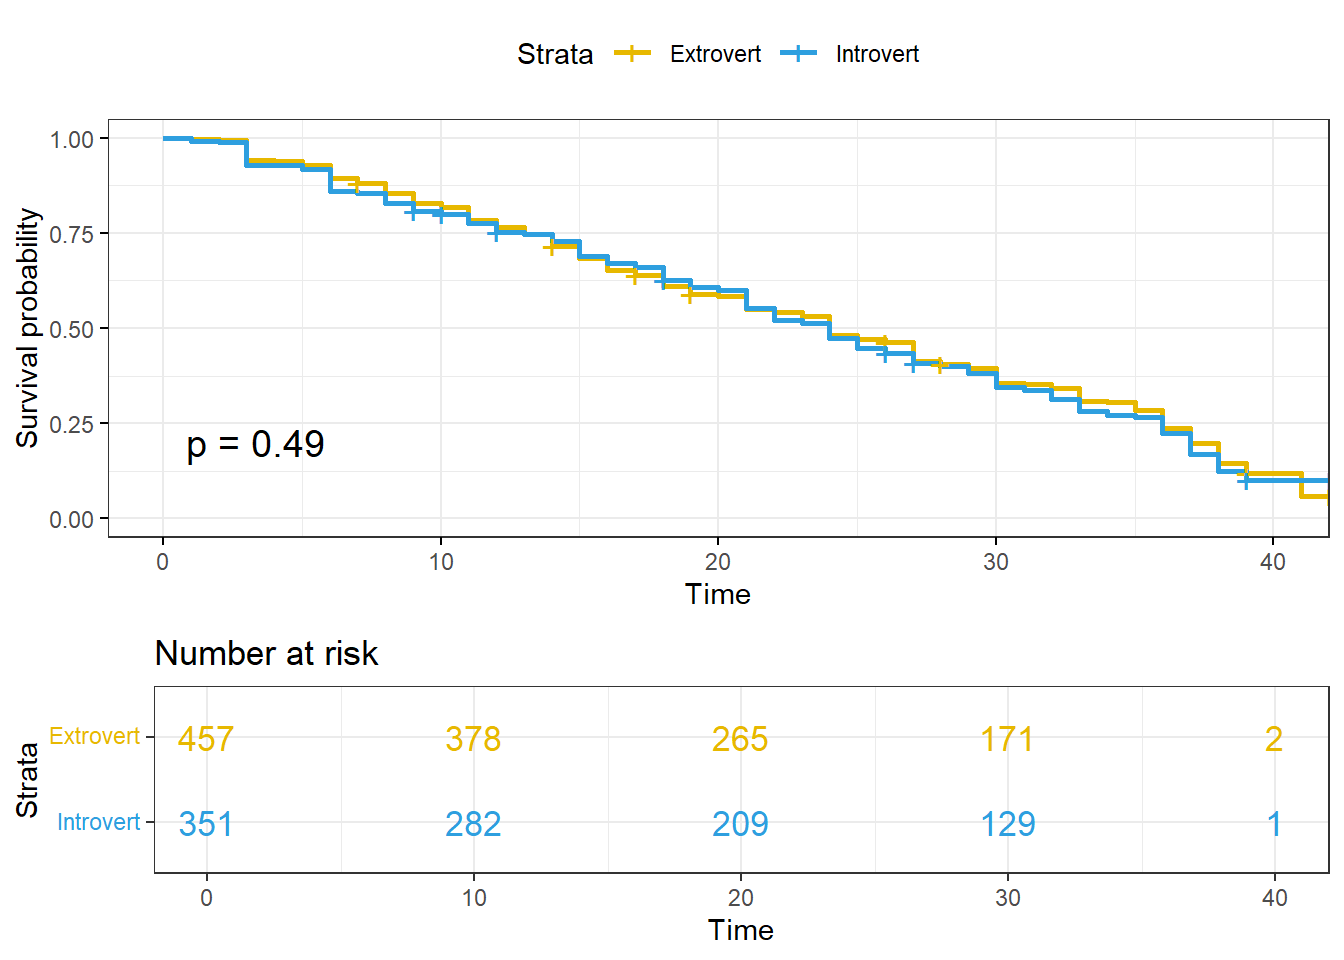 Strata Extrovert Introvert
1.00
0.75
0.50
0.25
0.00
Survival probability
p = 0.49
0 10 20 30 40
Time
Number at risk
Strata
Extrovert 457 378 265 171 2
Introvert 351 282 209 129 1
0 10 20 30 40
Time